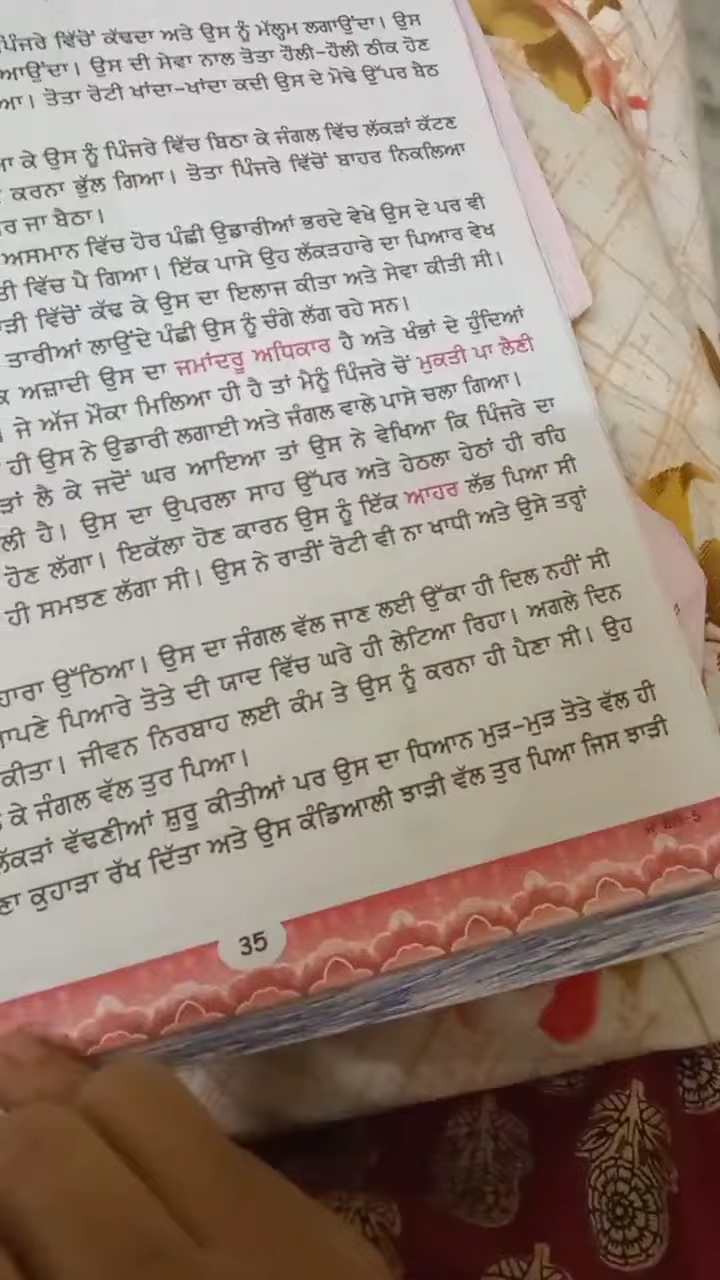 ਪਿੰਜਰੇ ਵਿੱਚੋਂ ਕੱਢਦਾ ਅਤੇ ਉਸ ਨੂੰ ਮੱਲ੍ਹਮ ਲਗਾਉਂਦਾ। ਉਸ
ਆਉਂਦਾ। ਉਸ ਦੀ ਸੇਵਾ ਨਾਲ ਤੋਤਾ ਹੌਲੀ-ਹੌਲੀ ਠੀਕ ਹੋਣ
ਤੋਤਾ ਰੋਟੀ ਖਾਂਦਾ-ਖਾਂਦਾ ਕਦੀ ਉਸ ਦੇ ਮੋਢੇ ਉੱਪਰ ਬੈਠ
ਕੇ ਉਸ ਨੂੰ ਪਿੰਜਰੇ ਵਿੱਚ ਬਿਠਾ ਕੇ ਜੰਗਲ ਵਿੱਚ ਲੱਕੜਾਂ ਕੱਟਣ
ਕਰਨਾ ਭੁੱਲ ਗਿਆ। ਤੋਤਾ ਪਿੰਜਰੇ ਵਿੱਚੋਂ ਬਾਹਰ ਨਿਕਲਿਆ
ਜਾ ਬੈਠਾ।
ਅਸਮਾਨ ਵਿੱਚ ਹੋਰ ਪੰਛੀ ਉਡਾਰੀਆਂ ਭਰਦੇ ਵੇਖੇ ਉਸ ਦੇ ਪਰ ਵੀ
ਵਿੱਚ ਪੈ ਗਿਆ। ਇੱਕ ਪਾਸੇ ਉਹ ਲੱਕੜਹਾਰੇ ਦਾ ਪਿਆਰ ਵੇਖ
ਵਿੱਚੋਂ ਕੱਢ ਕੇ ਉਸ ਦਾ ਇਲਾਜ ਕੀਤਾ ਅਤੇ ਸੇਵਾ ਕੀਤੀ ਸੀ।
ਤਾਰੀਆਂ ਲਾਉਂਦੇ ਪੰਛੀ ਉਸ ਨੂੰ ਚੰਗੇ ਲੱਗ ਰਹੇ ਸਨ।
ਅਜ਼ਾਦੀ ਉਸ ਦਾ ਜਮਾਂਦਰੂ ਅਧਿਕਾਰ ਹੈ ਅਤੇ ਖੰਭਾਂ ਦੇ ਹੁੰਦਿਆਂ
ਜੇ ਅੱਜ ਮੌਕਾ ਮਿਲਿਆ ਹੀ ਹੈ ਤਾਂ ਮੈਨੂੰ ਪਿੰਜਰੇ ਚੋਂ ਮੁਕਤੀ ਪਾ ਲੈਣੀ
ਹੀ ਉਸ ਨੇ ਉਡਾਰੀ ਲਗਾਈ ਅਤੇ ਜੰਗਲ ਵਾਲੇ ਪਾਸੇ ਚਲਾ ਗਿਆ।
ਲੈ ਕੇ ਜਦੋਂ ਘਰ ਆਇਆ ਤਾਂ ਉਸ ਨੇ ਵੇਖਿਆ ਕਿ ਪਿੰਜਰੇ ਦਾ
ਹੈ। ਉਸ ਦਾ ਉਪਰਲਾ ਸਾਹ ਉੱਪਰ ਅਤੇ ਹੇਠਲਾ ਹੇਠਾਂ ਹੀ ਰਹਿ
ਹੋਣ ਲੱਗਾ। ਇਕੱਲਾ ਹੋਣ ਕਾਰਨ ਉਸ ਨੂੰ ਇੱਕ ਆਹਰ ਲੱਭ ਪਿਆ ਸੀ
ਹੀ ਸਮਝਣ ਲੱਗਾ ਸੀ। ਉਸ ਨੇ ਰਾਤੀਂ ਰੋਟੀ ਵੀ ਨਾ ਖਾਧੀ ਅਤੇ ਉਸੇ ਤਰ੍ਹਾਂ
ਉੱਠਿਆ। ਉਸ ਦਾ ਜੰਗਲ ਵੱਲ ਜਾਣ ਲਈ ਉੱਕਾ ਹੀ ਦਿਲ ਨਹੀਂ ਸੀ
ਪਿਆਰੇ ਤੋਤੇ ਦੀ ਯਾਦ ਵਿੱਚ ਘਰੇ ਹੀ ਲੇਟਿਆ ਰਿਹਾ। ਅਗਲੇ ਦਿਨ
ਕੀਤਾ। ਜੀਵਨ ਨਿਰਬਾਹ ਲਈ ਕੰਮ ਤੇ ਉਸ ਨੂੰ ਕਰਨਾ ਹੀ ਪੈਣਾ ਸੀ। ਉਹ
ਕੇ ਜੰਗਲ ਵੱਲ ਤੁਰ ਪਿਆ।
ਲੱਕੜਾਂ ਵੱਢਣੀਆਂ ਸ਼ੁਰੂ ਕੀਤੀਆਂ ਪਰ ਉਸ ਦਾ ਧਿਆਨ ਮੁੜ-ਮੁੜ ਤੋਤੇ ਵੱਲ ਹੀ
ਕੁਹਾੜਾ ਰੱਖ ਦਿੱਤਾ ਅਤੇ ਉਸ ਕੰਡਿਆਲੀ ਝਾੜੀ ਵੱਲ ਤੁਰ ਪਿਆ ਜਿਸ ਝਾੜੀ
35